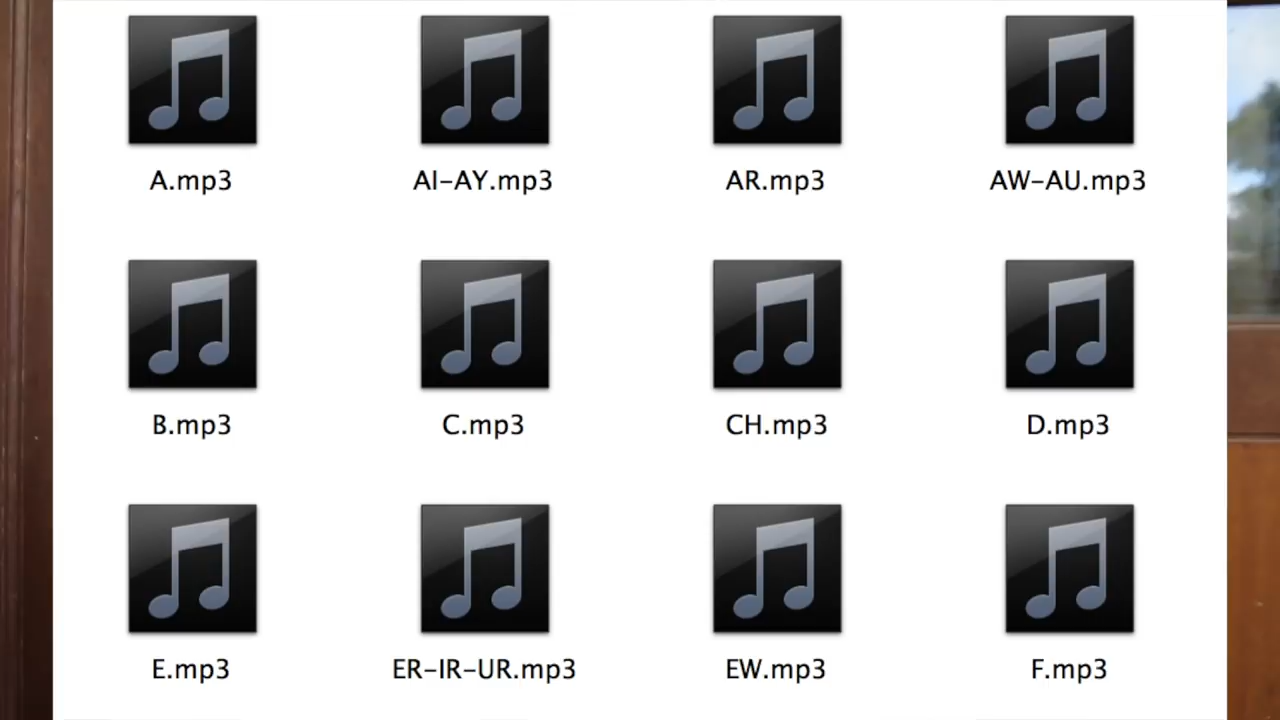 A.mp3 AI-AY.mp3 AR.mp3 AW-AU.mp3
B.mp3 C.mp3 CH.mp3 D.mp3
E.mp3 ER-IR-UR.mp3 EW.mp3 F.mp3